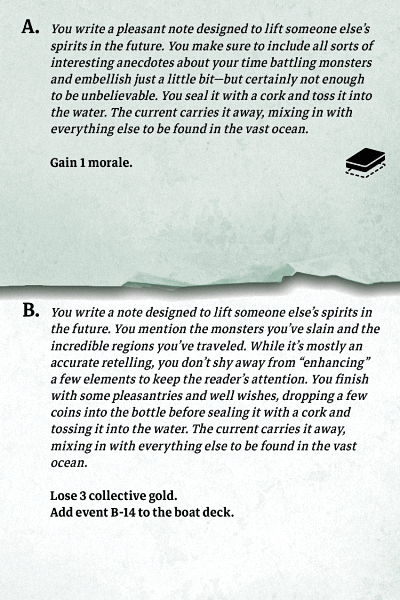 A. You write a pleasant note designed to lift someone else's
spirits in the future. You make sure to include all sorts of
interesting anecdotes about your time battling monsters
and embellish just a little bit—but certainly not enough
to be unbelievable. You seal it with a cork and toss it into
the water. The current carries it away, mixing in with
everything else to be found in the vast ocean.
Gain 1 morale.
B. You write a note designed to lift someone else's spirits in
the future. You mention the monsters you've slain and the
incredible regions you've traveled. While it's mostly an
accurate retelling, you don't shy away from “enhancing”
a few elements to keep the reader's attention. You finish
with some pleasantries and well wishes, dropping a few
coins into the bottle before sealing it with a cork and
tossing it into the water. The current carries it away,
mixing in with everything else to be found in the vast
ocean.
Lose 3 collective gold.
Add event B-14 to the boat deck.